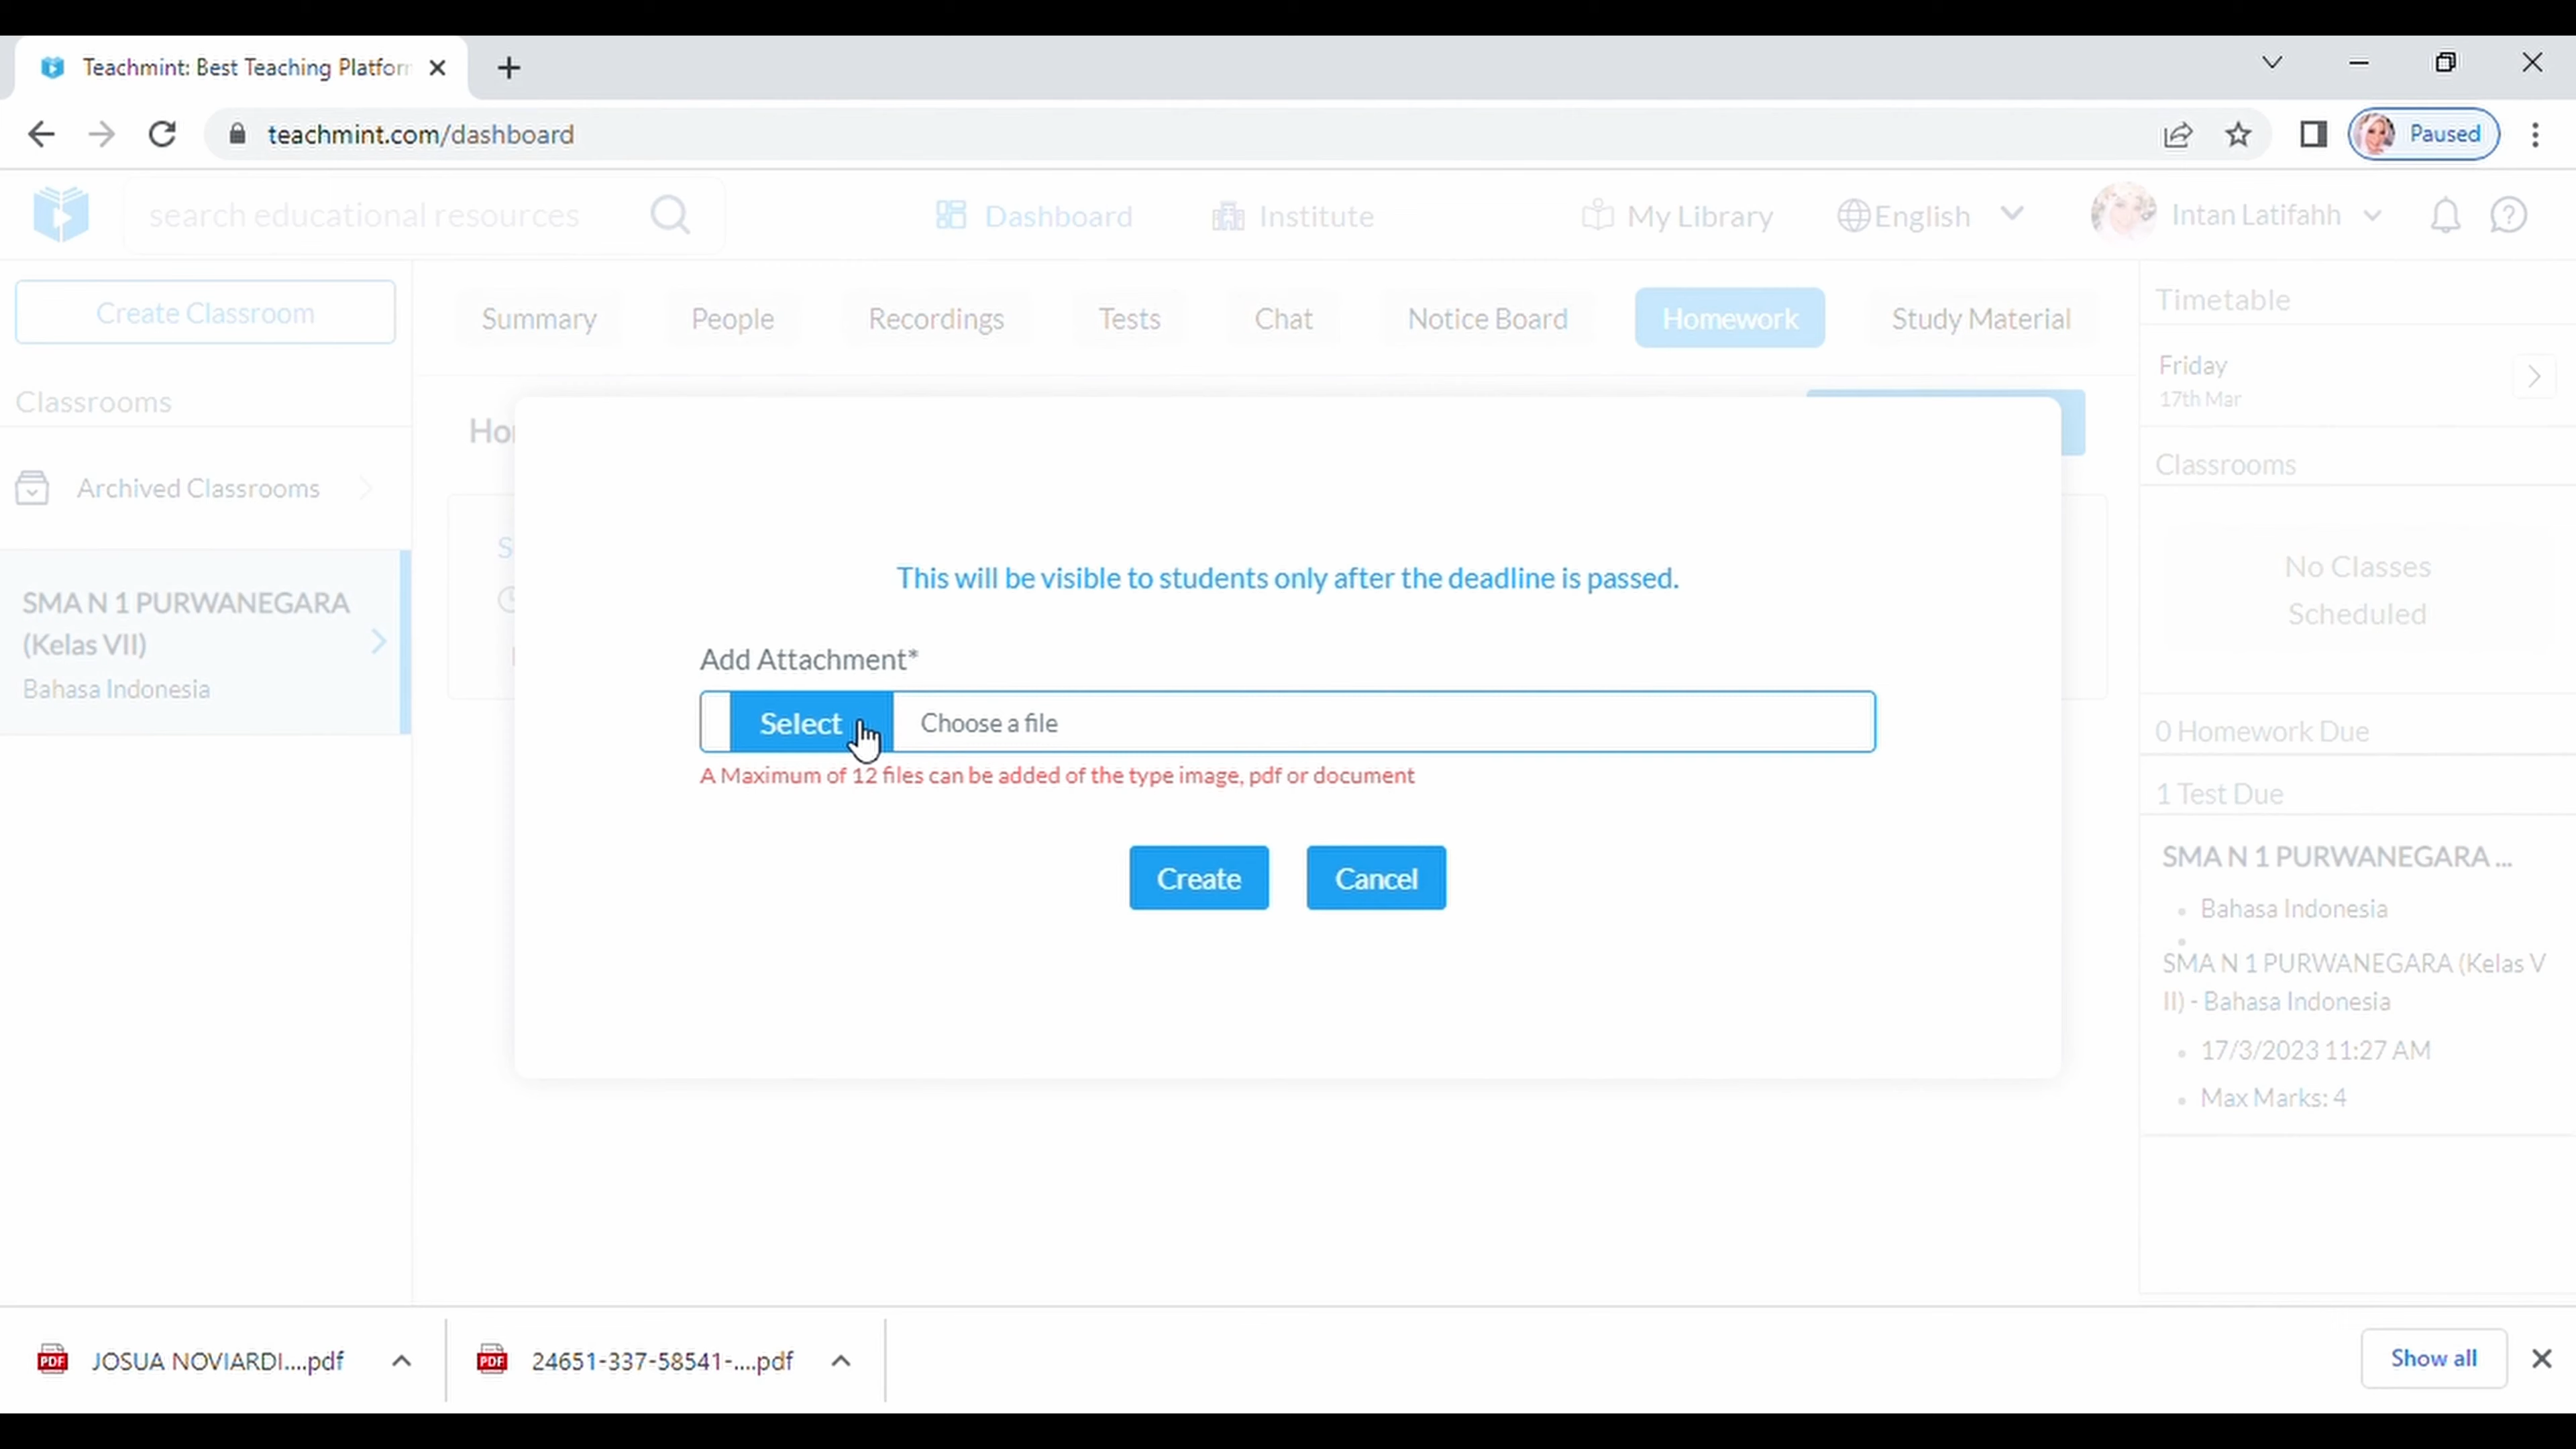 Teachmint: Best Teaching Platform
teachmint.com/dashboard
Paused
search educational resources
Dashboard
Institute
My Library
English
Intan Latifahh
Create Classroom
Summary
People
Recordings
Tests
Chat
Notice Board
Homework
Study Material
Timetable
Friday
17th Mar
Classrooms
Archived Classrooms
SMA N 1 PURWANEGARA
(Kelas VII)
Bahasa Indonesia
This will be visible to students only after the deadline is passed.
Add Attachment*
Select
Choose a file
A Maximum of 12 files can be added of the type image, pdf or document
Create
Cancel
Classrooms
No Classes
Scheduled
0 Homework Due
1 Test Due
SMA N 1 PURWANEGARA ...
Bahasa Indonesia
SMA N 1 PURWANEGARA (Kelas V
II) - Bahasa Indonesia
17/3/2023 11:27 AM
Max Marks: 4
JOSUA NOVIARDI....pdf
24651-337-58541-....pdf
Show all